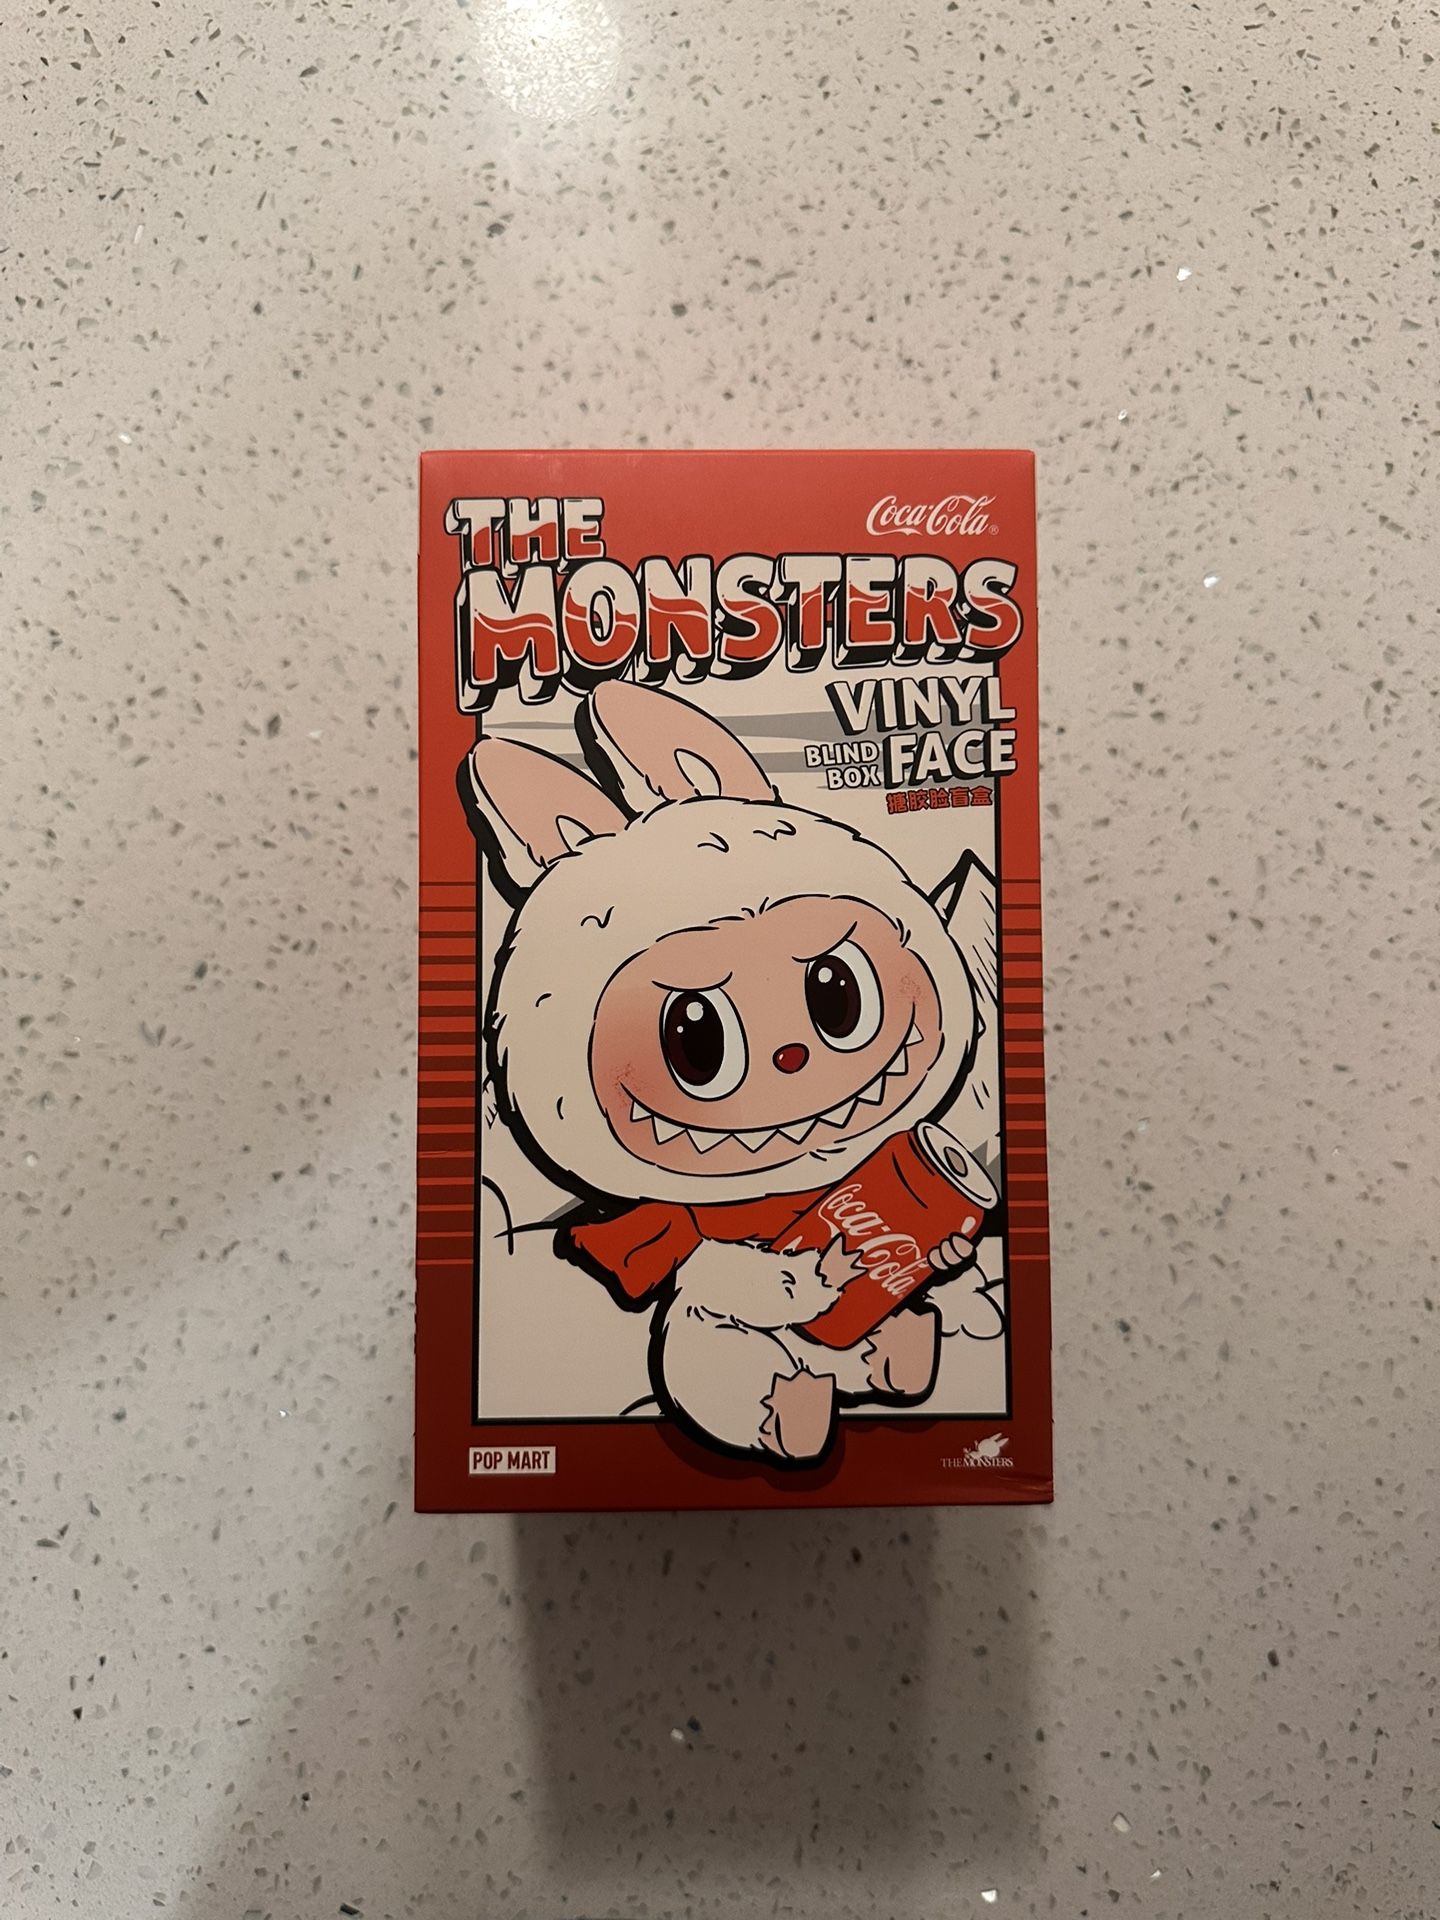 Coca-Cola®
THE
MONSTERS
VINYL
BLIND BOX FACE
搪胶脸盲盒
Coca-Cola
POP MART
THE MONSTERS